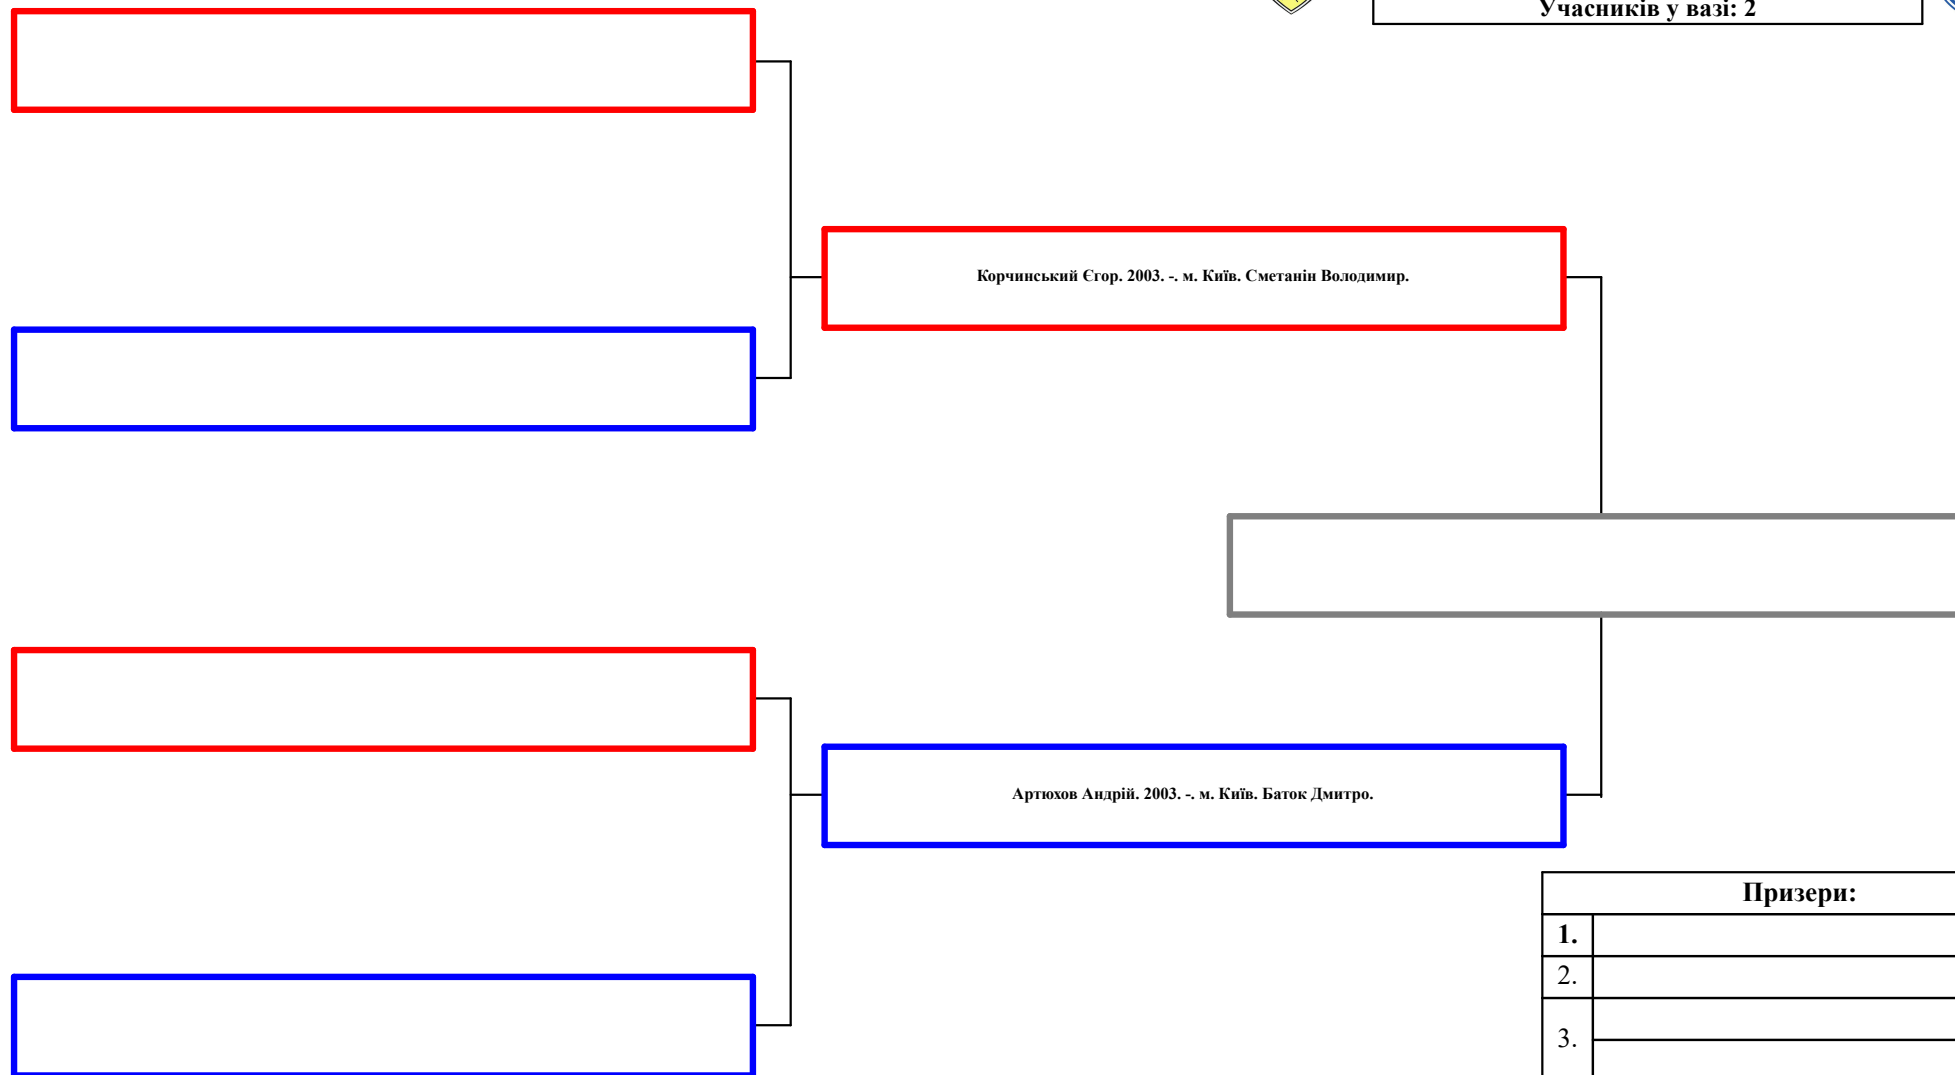 Учасників у вазі: 2
Корчинський Єгор. 2003. -. м. Київ. Сметанін Володимир.
Артюхов Андрій. 2003. -. м. Київ. Баток Дмитро.
Призери:
1.
2.
3.